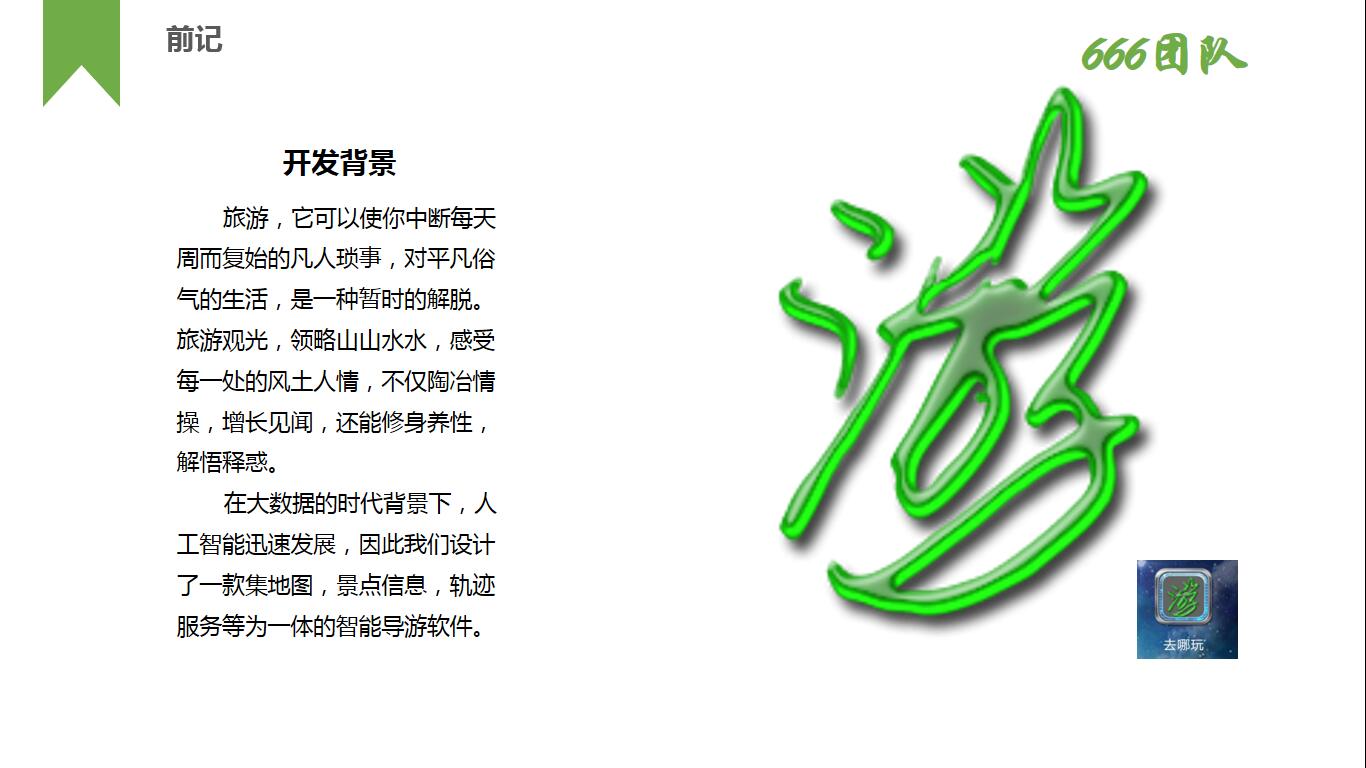 前记
666团队
开发背景
旅游，它可以使你中断每天
周而复始的凡人琐事，对平凡俗
气的生活，是一种暂时的解脱。
旅游观光，领略山山水水，感受
每一处的风土人情，不仅陶冶情
操，增长见闻，还能修身养性，
解悟释惑。
在大数据的时代背景下，人
工智能迅速发展，因此我们设计
了一款集地图，景点信息，轨迹
服务等为一体的智能导游软件。
游
游
去哪玩